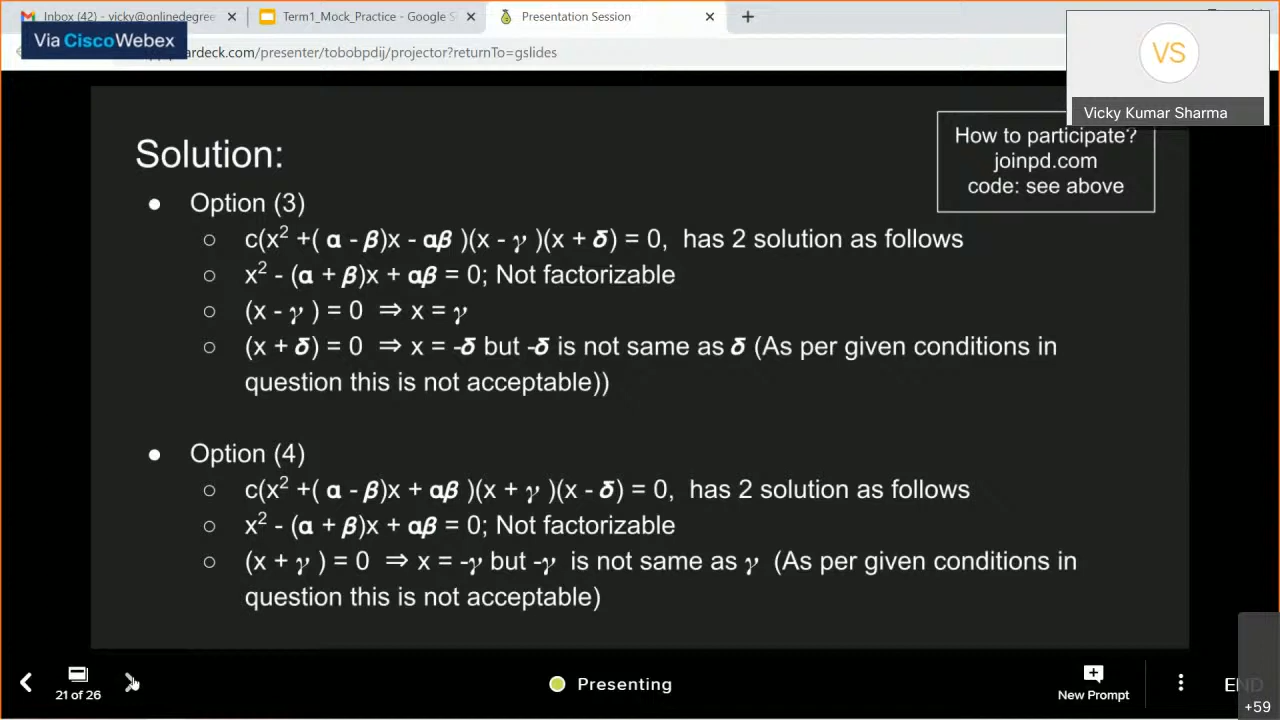 Inbox (42) - vicky@onlinedegree
Term1_Mock_Practice - Google S
Presentation Session
Via CiscoWebex
ardeck.com/presenter/tobobpdij/projector?returnTo=gslides
VS
Vicky Kumar Sharma
How to participate?
joinpd.com
code: see above
Solution:
● Option (3)
○ c(x² +( α - β)x - αβ )(x - γ )(x + δ) = 0, has 2 solution as follows
○ x² - (α + β)x + αβ = 0; Not factorizable
○ (x - γ ) = 0 ⇒ x = γ
○ (x + δ) = 0 ⇒ x = -δ but -δ is not same as δ (As per given conditions in
question this is not acceptable))
● Option (4)
○ c(x² +( α - β)x + αβ )(x + γ )(x - δ) = 0, has 2 solution as follows
○ x² - (α + β)x + αβ = 0; Not factorizable
○ (x + γ ) = 0 ⇒ x = -γ but -γ is not same as γ (As per given conditions in
question this is not acceptable)
21 of 26
Presenting
New Prompt
END
+59